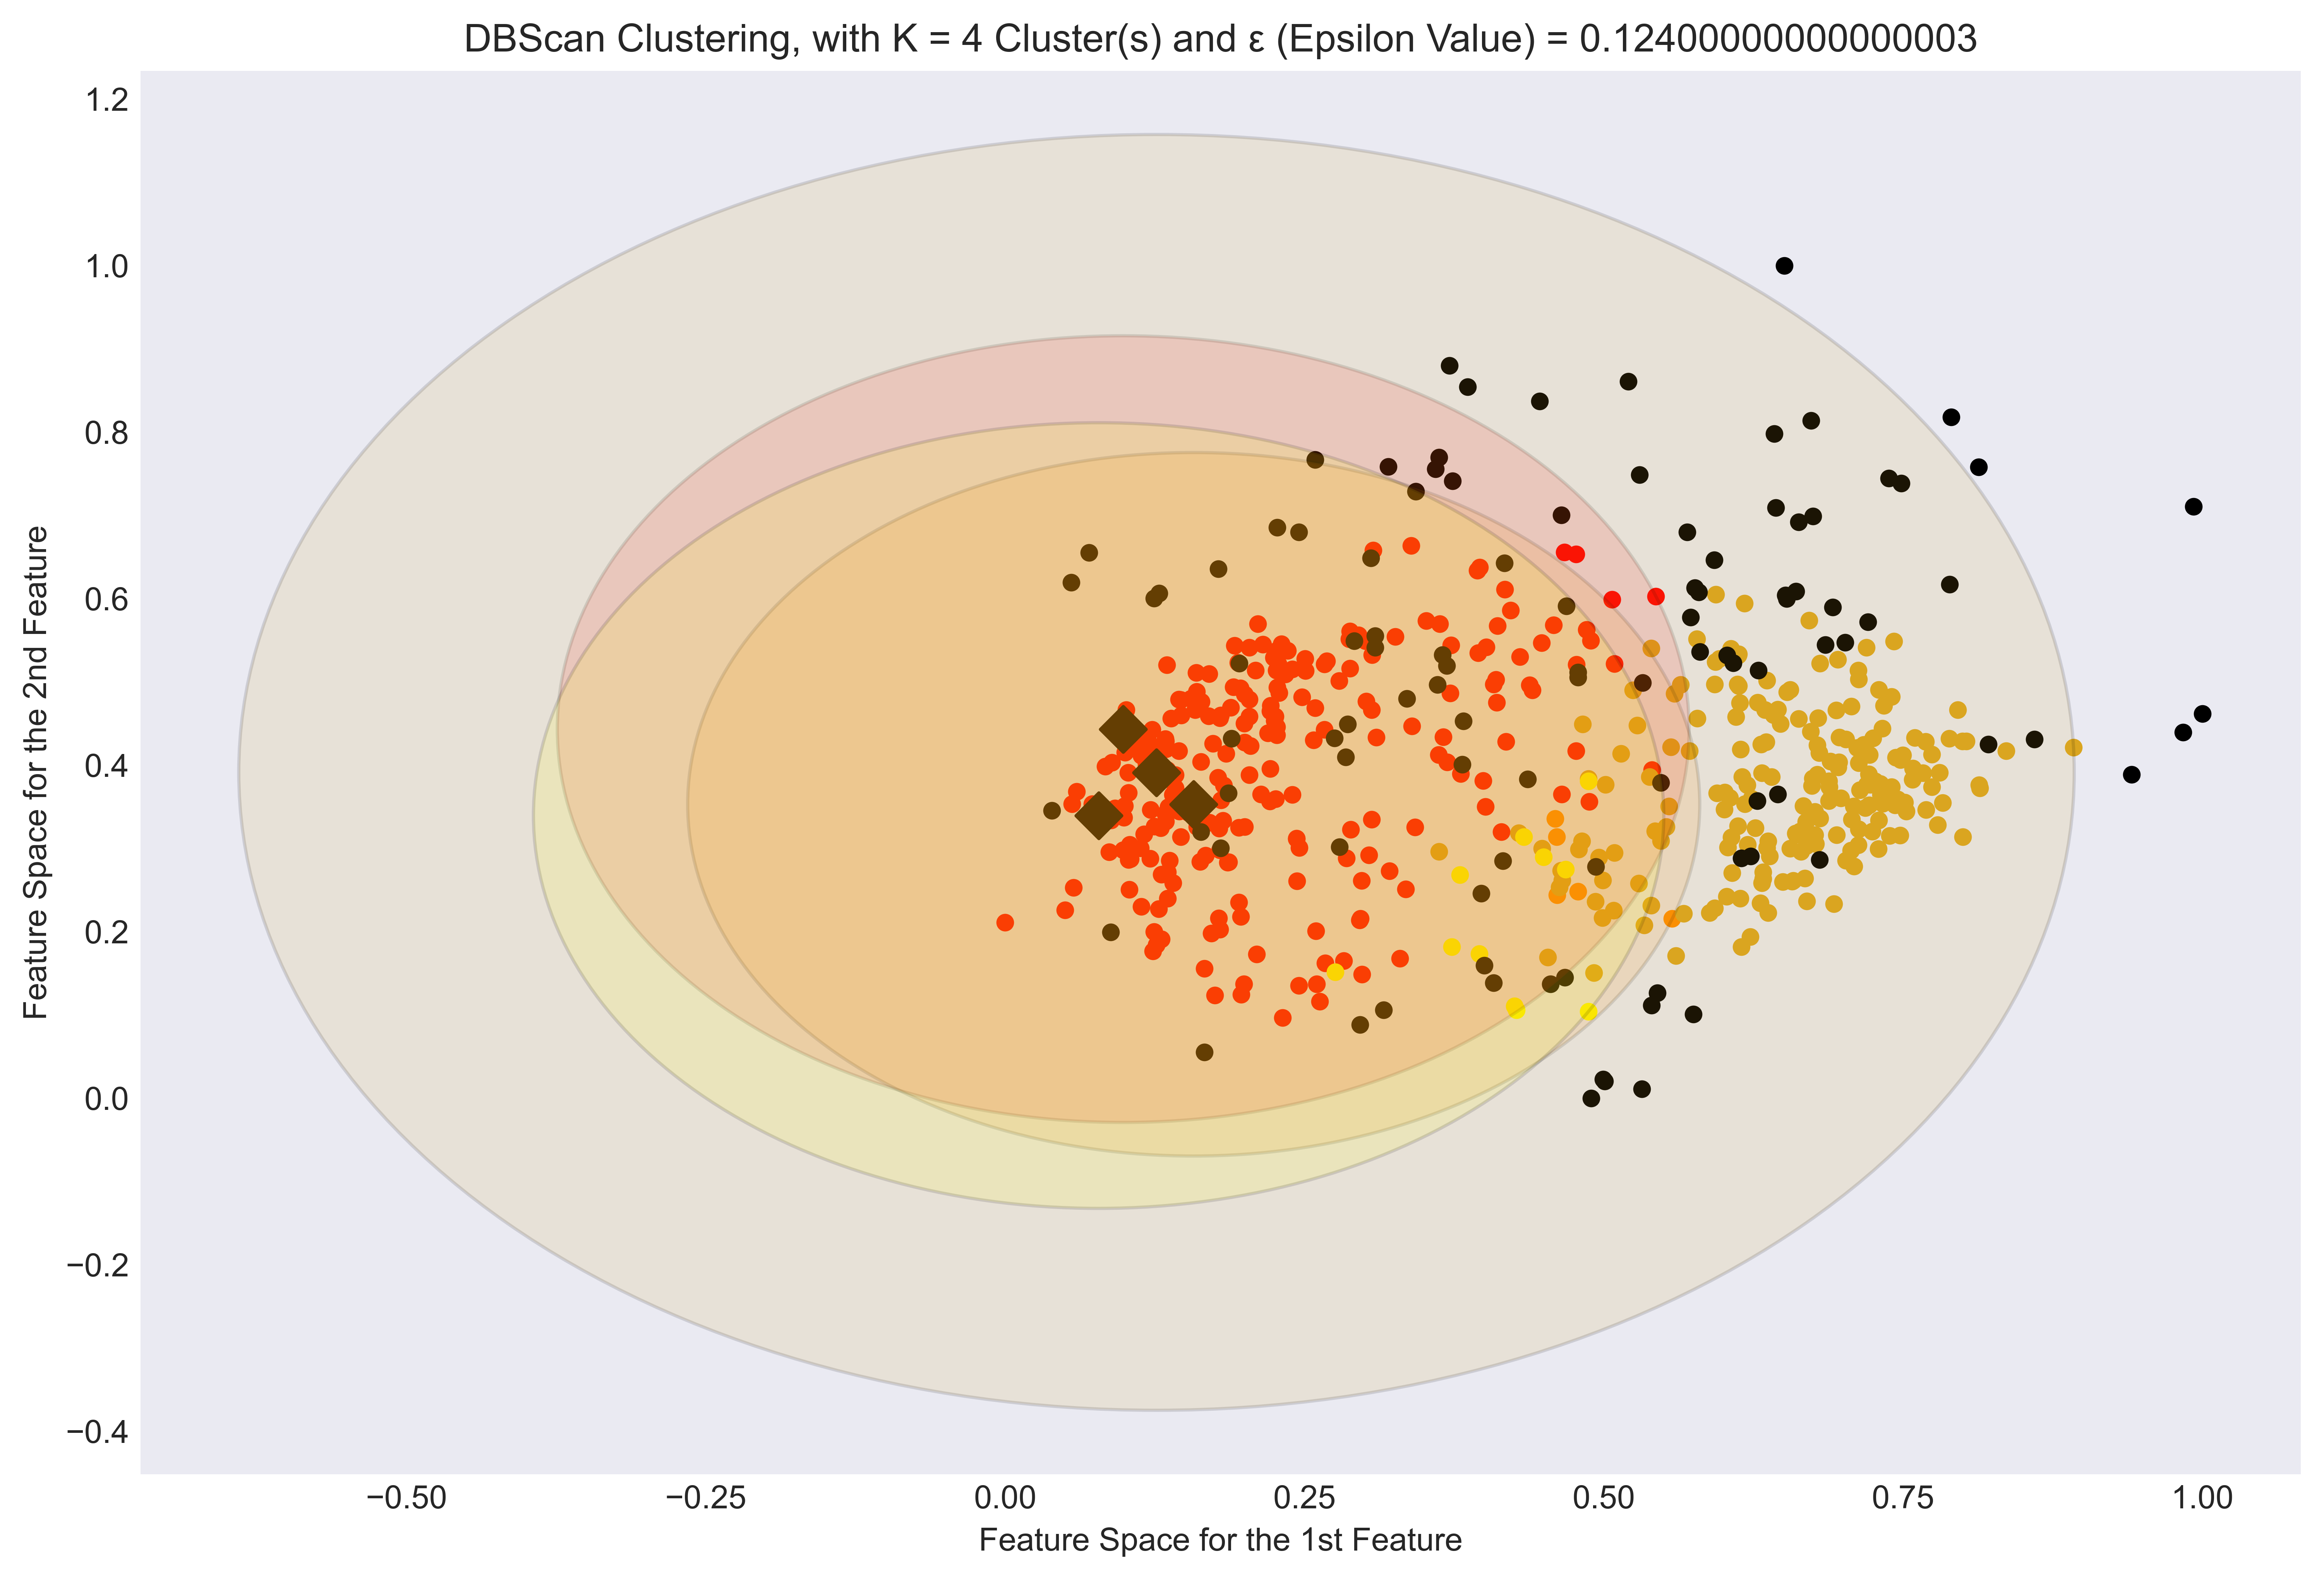 DBScan Clustering, with K = 4 Cluster(s) and ε (Epsilon Value) = 0.12400000000000003
1.2
1.0
0.8
0.6
0.4
0.2
0.0
−0.2
−0.4
Feature Space for the 2nd Feature
−0.50 −0.25 0.00 0.25 0.50 0.75 1.00
Feature Space for the 1st Feature